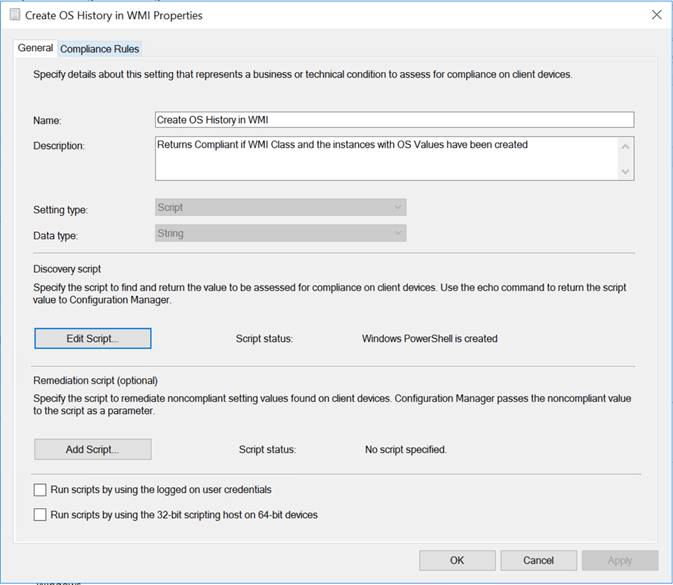 Create OS History in WMI Properties
General Compliance Rules
Specify details about this setting that represents a business or technical condition to assess for compliance on client devices.
Name: Create OS History in WMI
Description: Returns Compliant if WMI Class and the instances with OS Values have been created
Setting type: Script
Data type: String
Discovery script
Specify the script to find and return the value to be assessed for compliance on client devices. Use the echo command to return the script
value to Configuration Manager.
Edit Script... Script status: Windows PowerShell is created
Remediation script (optional)
Specify the script to remediate noncompliant setting values found on client devices. Configuration Manager passes the noncompliant value
to the script as a parameter.
Add Script... Script status: No script specified.
Run scripts by using the logged on user credentials
Run scripts by using the 32-bit scripting host on 64-bit devices
OK Cancel Apply